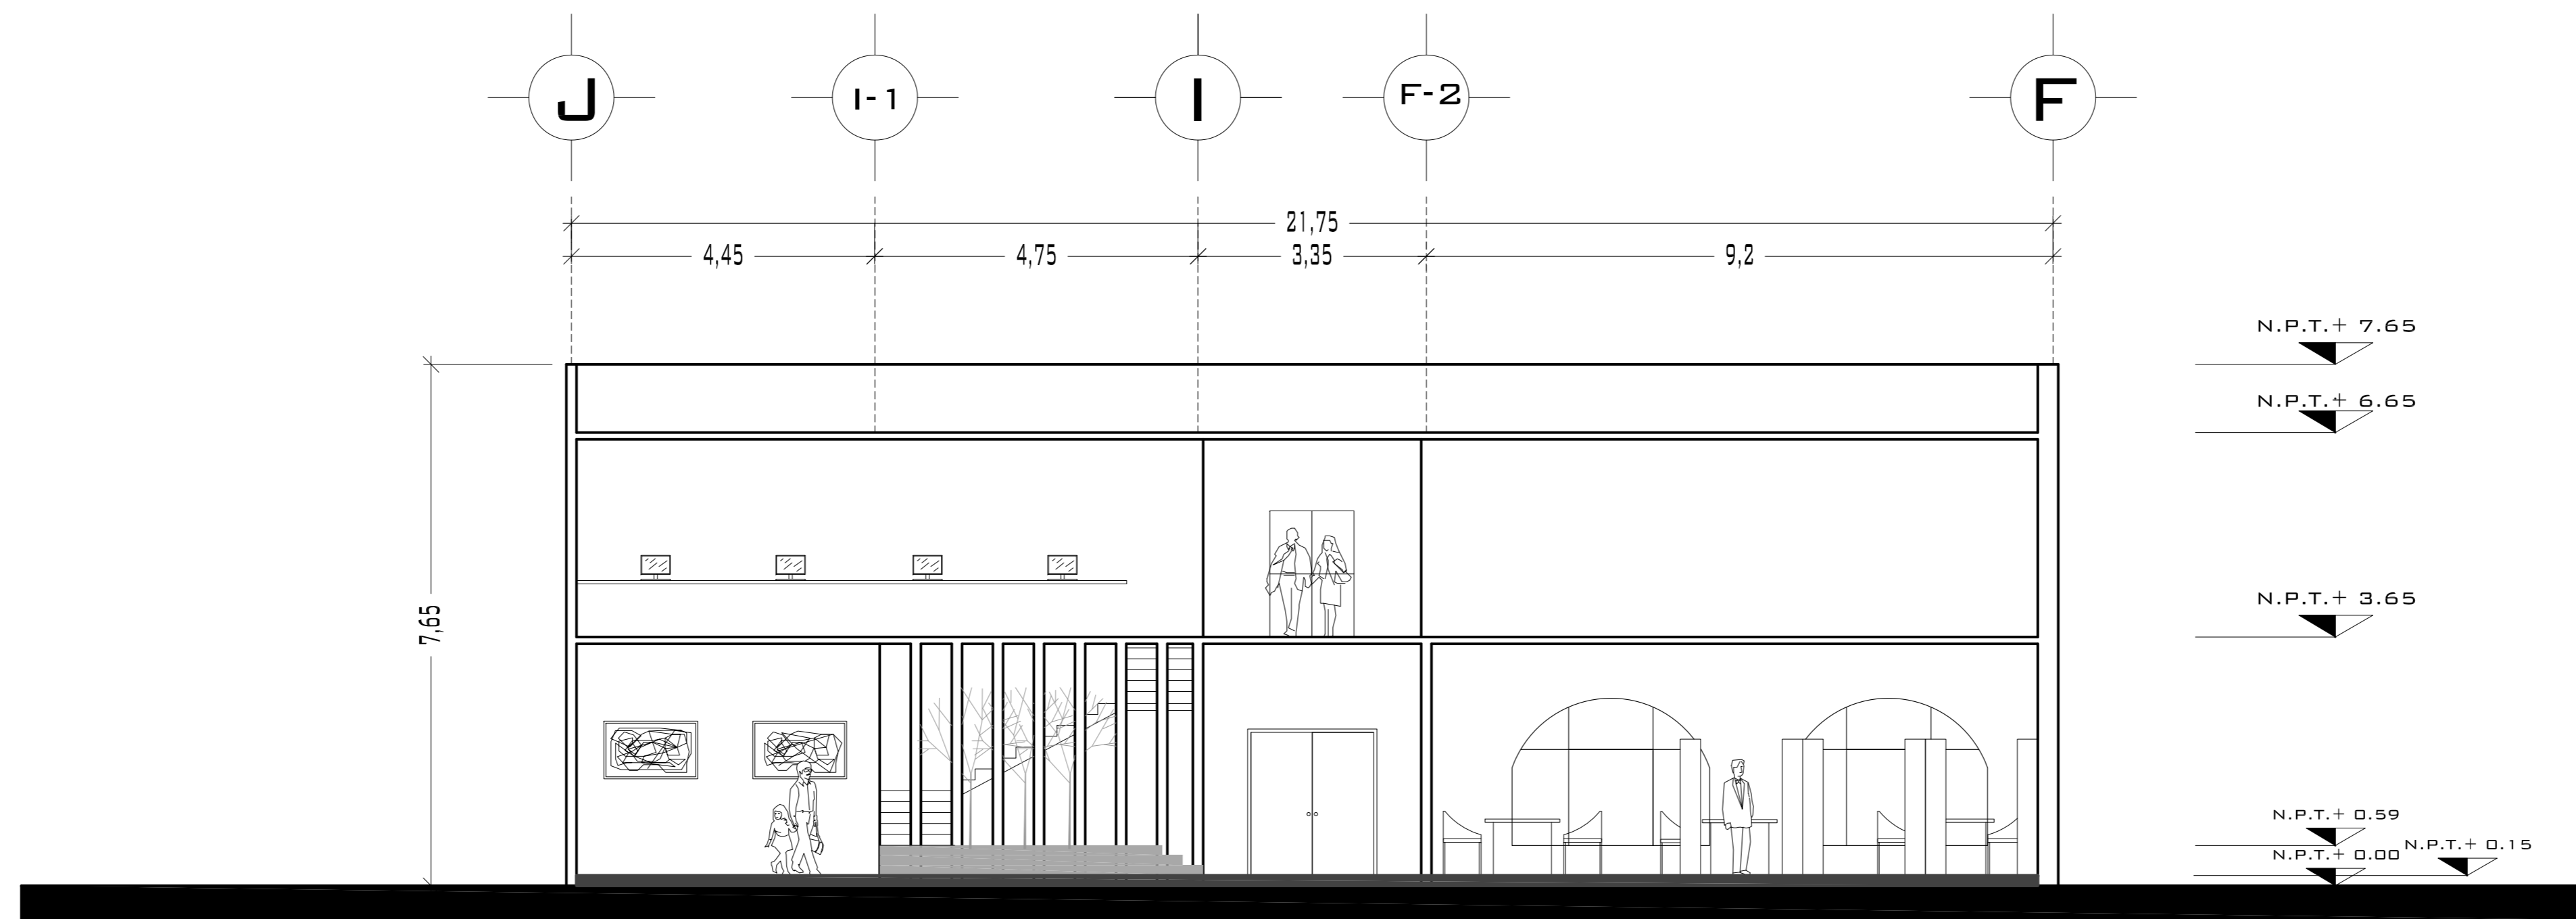 J I-1 I F-2 F
21,75
4,45 4,75 3,35 9,2
N.P.T.+ 7.65
N.P.T.+ 6.65
N.P.T.+ 3.65
7,65
N.P.T.+ 0.59
N.P.T.+ 0.15
N.P.T.+ 0.00